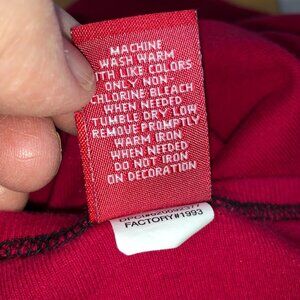 MACHINE
WASH WARM
WITH LIKE COLORS
ONLY NON-
CHLORINE BLEACH
WHEN NEEDED
TUMBLE DRY LOW
REMOVE PROMPTLY
WARM IRON
WHEN NEEDED
DO NOT IRON
ON DECORATION
FACTORY#1993